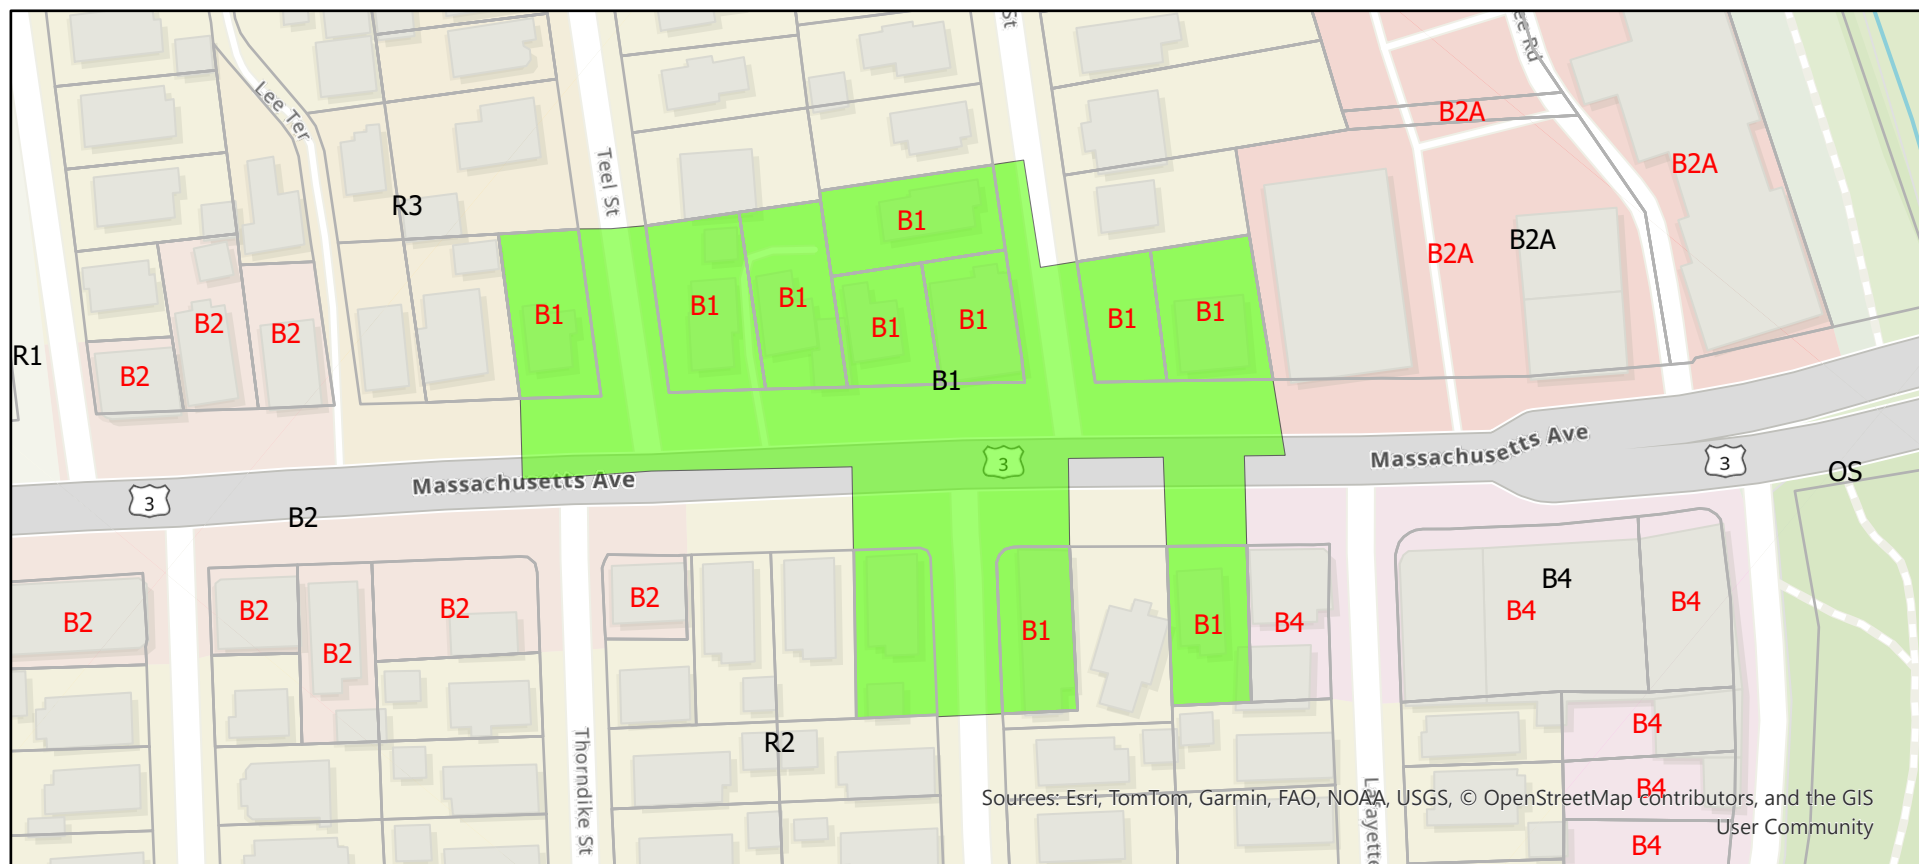 St
ee Rd
Lee Ter
B2A
Teel St
B2A
R3
B1
B2A
B2A
B1
B1
B1
B1
B1
B1
B1
B1
B2
B2
R1
B2
B1
Massachusetts Ave
3
3
Massachusetts Ave
OS
3
B2
B4
B2
B2
B2
B2
B4
B4
B1
B1
B4
B2
B4
R2
Thorndike St
Lafayette
B4
Sources: Esri, TomTom, Garmin, FAO, NOAA, USGS, © OpenStreetMap contributors, and the GIS
User Community
B4